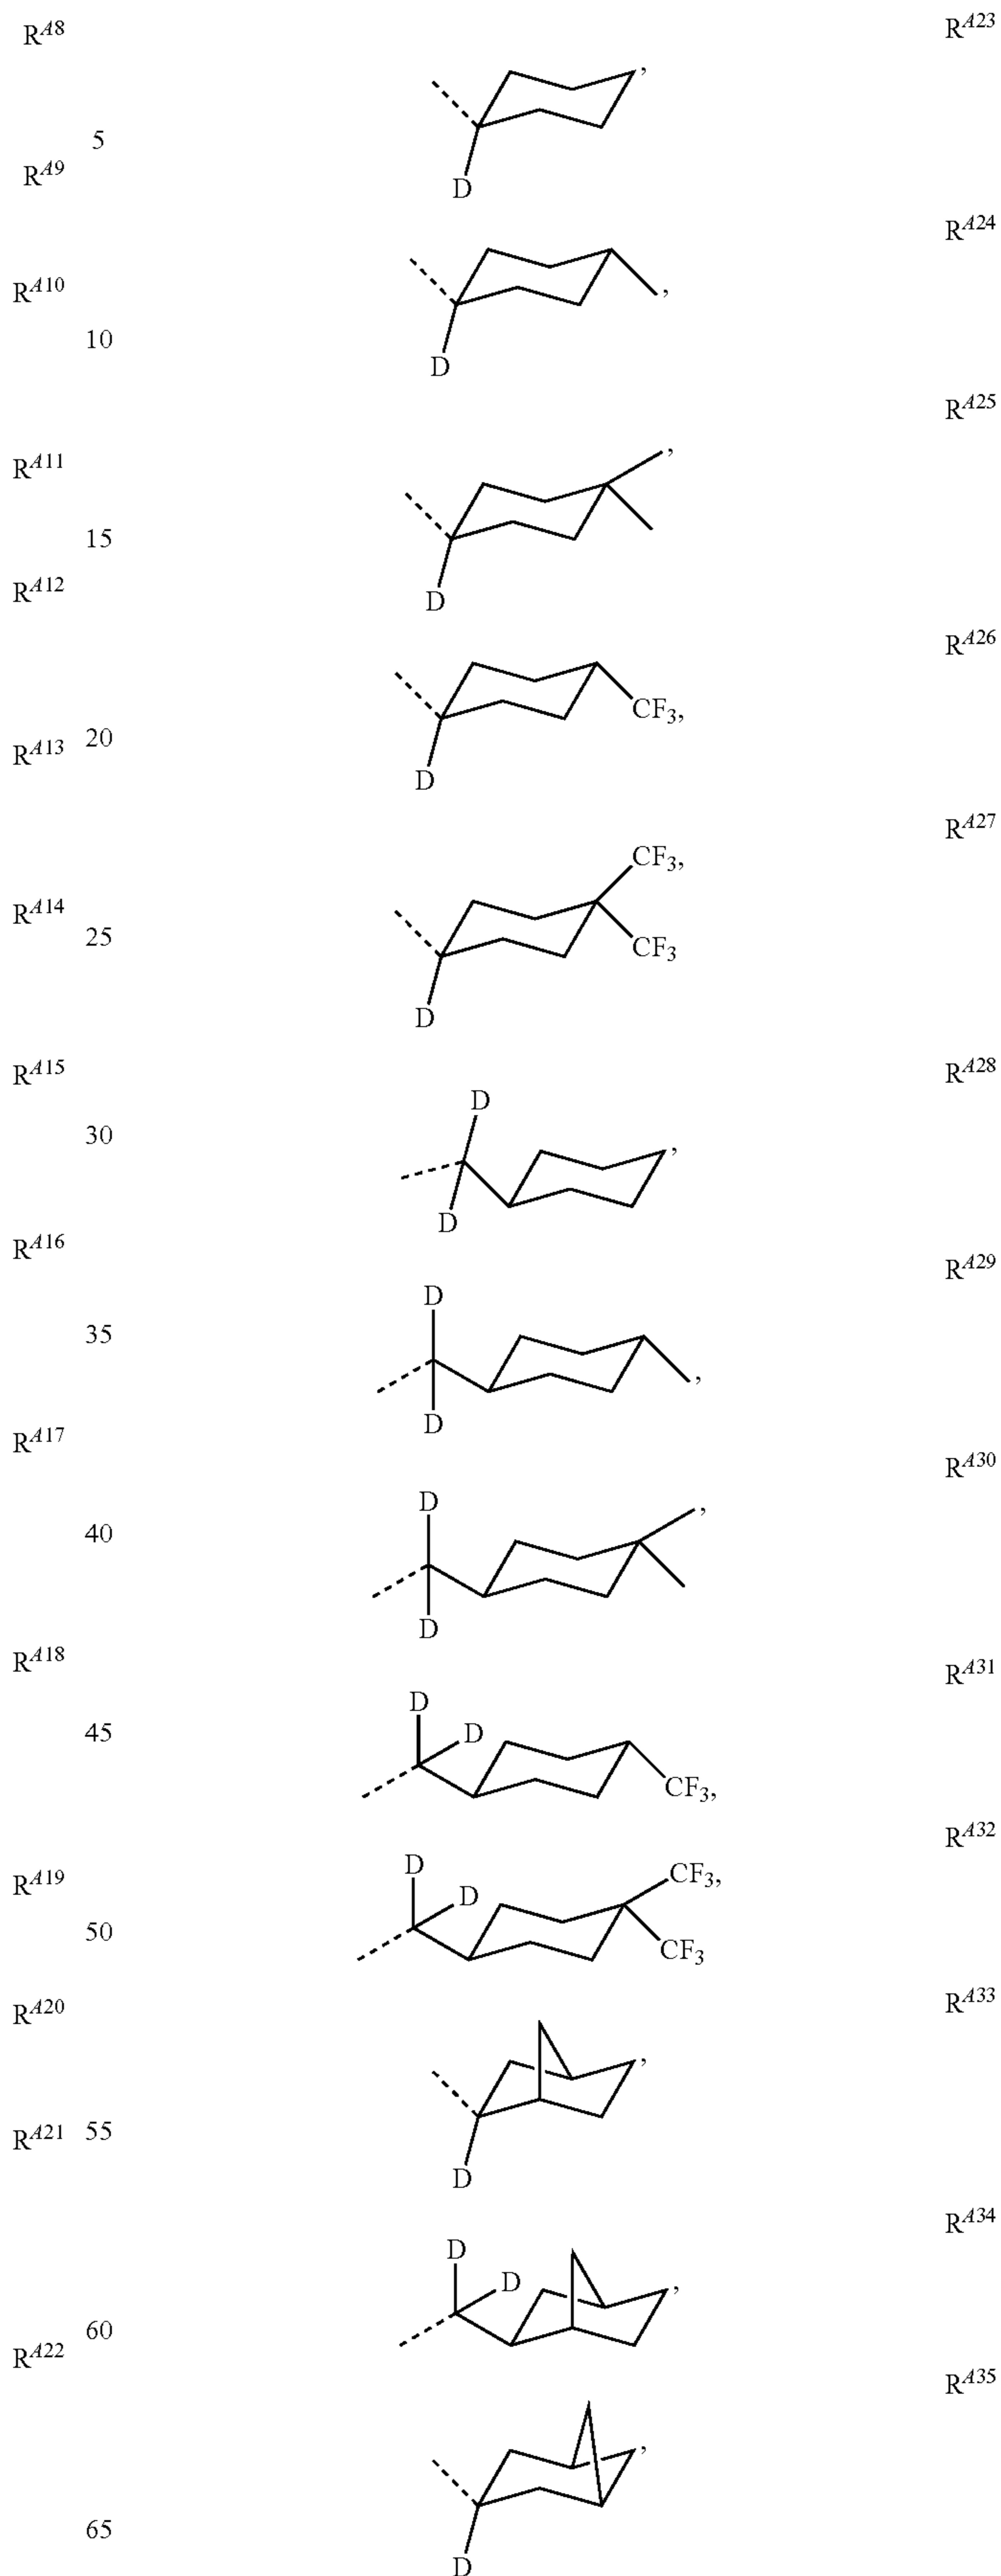 R^A8
R^A23
5
R^A9
D
R^A24
R^A10
,
10
D
R^A25
R^A11
,
15
R^A12
D
R^A26
CF3,
20
R^A13
D
R^A27
CF3,
R^A14
25
CF3
D
R^A15
R^A28
D
30
,
D
R^A16
R^A29
D
35
,
D
R^A17
R^A30
D
,
40
D
R^A18
R^A31
D
45
D
CF3,
R^A32
D
CF3,
R^A19
D
50
CF3
R^A33
R^A20
,
R^A21
55
D
R^A34
D
D
,
60
R^A22
R^A35
,
65
D